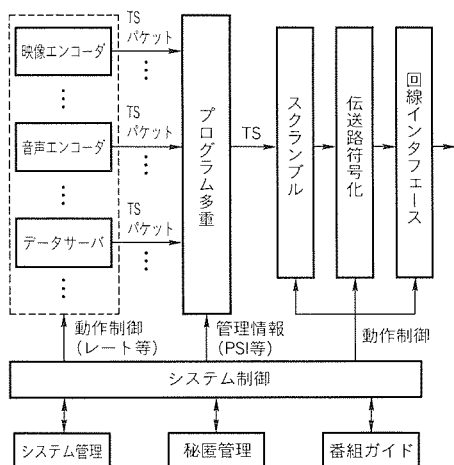 映像エンコーダ
TS
パケット
音声エンコーダ
TS
パケット
データサーバ
TS
パケット
プログラム多重
TS
スクランブル
伝送路符号化
回線インタフェース
動作制御
(レート等)
管理情報
(PSI等)
動作制御
システム制御
システム管理
秘匿管理
番組ガイド